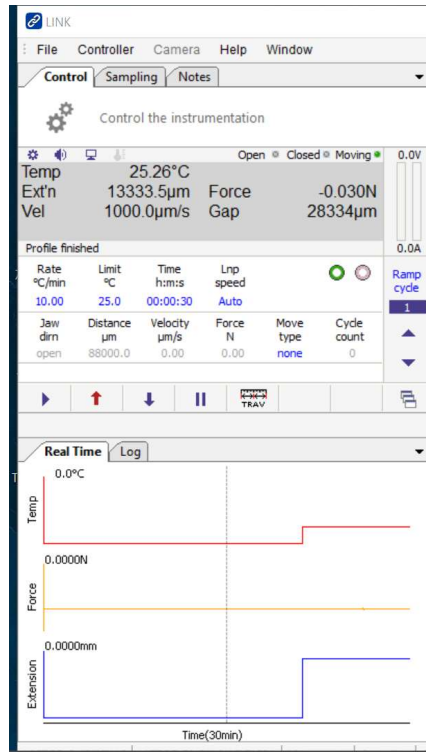 LINK
File Controller Camera Help Window
Control Sampling Notes
Control the instrumentation
Open Closed Moving 0.0V
Temp 25.26°C
Ext'n 13333.5µm Force -0.030N
Vel 1000.0µm/s Gap 28334µm
Profile finished 0.0A
Rate Limit Time Lnp
°C/min ºC h:m:s speed
10.00 25.0 00:00:30 Auto
Ramp
cycle
1
Jaw Distance Velocity Force Move Cycle
dirn µm µm/s N type count
open 88000.0 0.00 0.00 none 0
TRAV
Real Time Log
0.0°C
Temp
0.0000N
Force
0.0000mm
Extension
Time(30min)